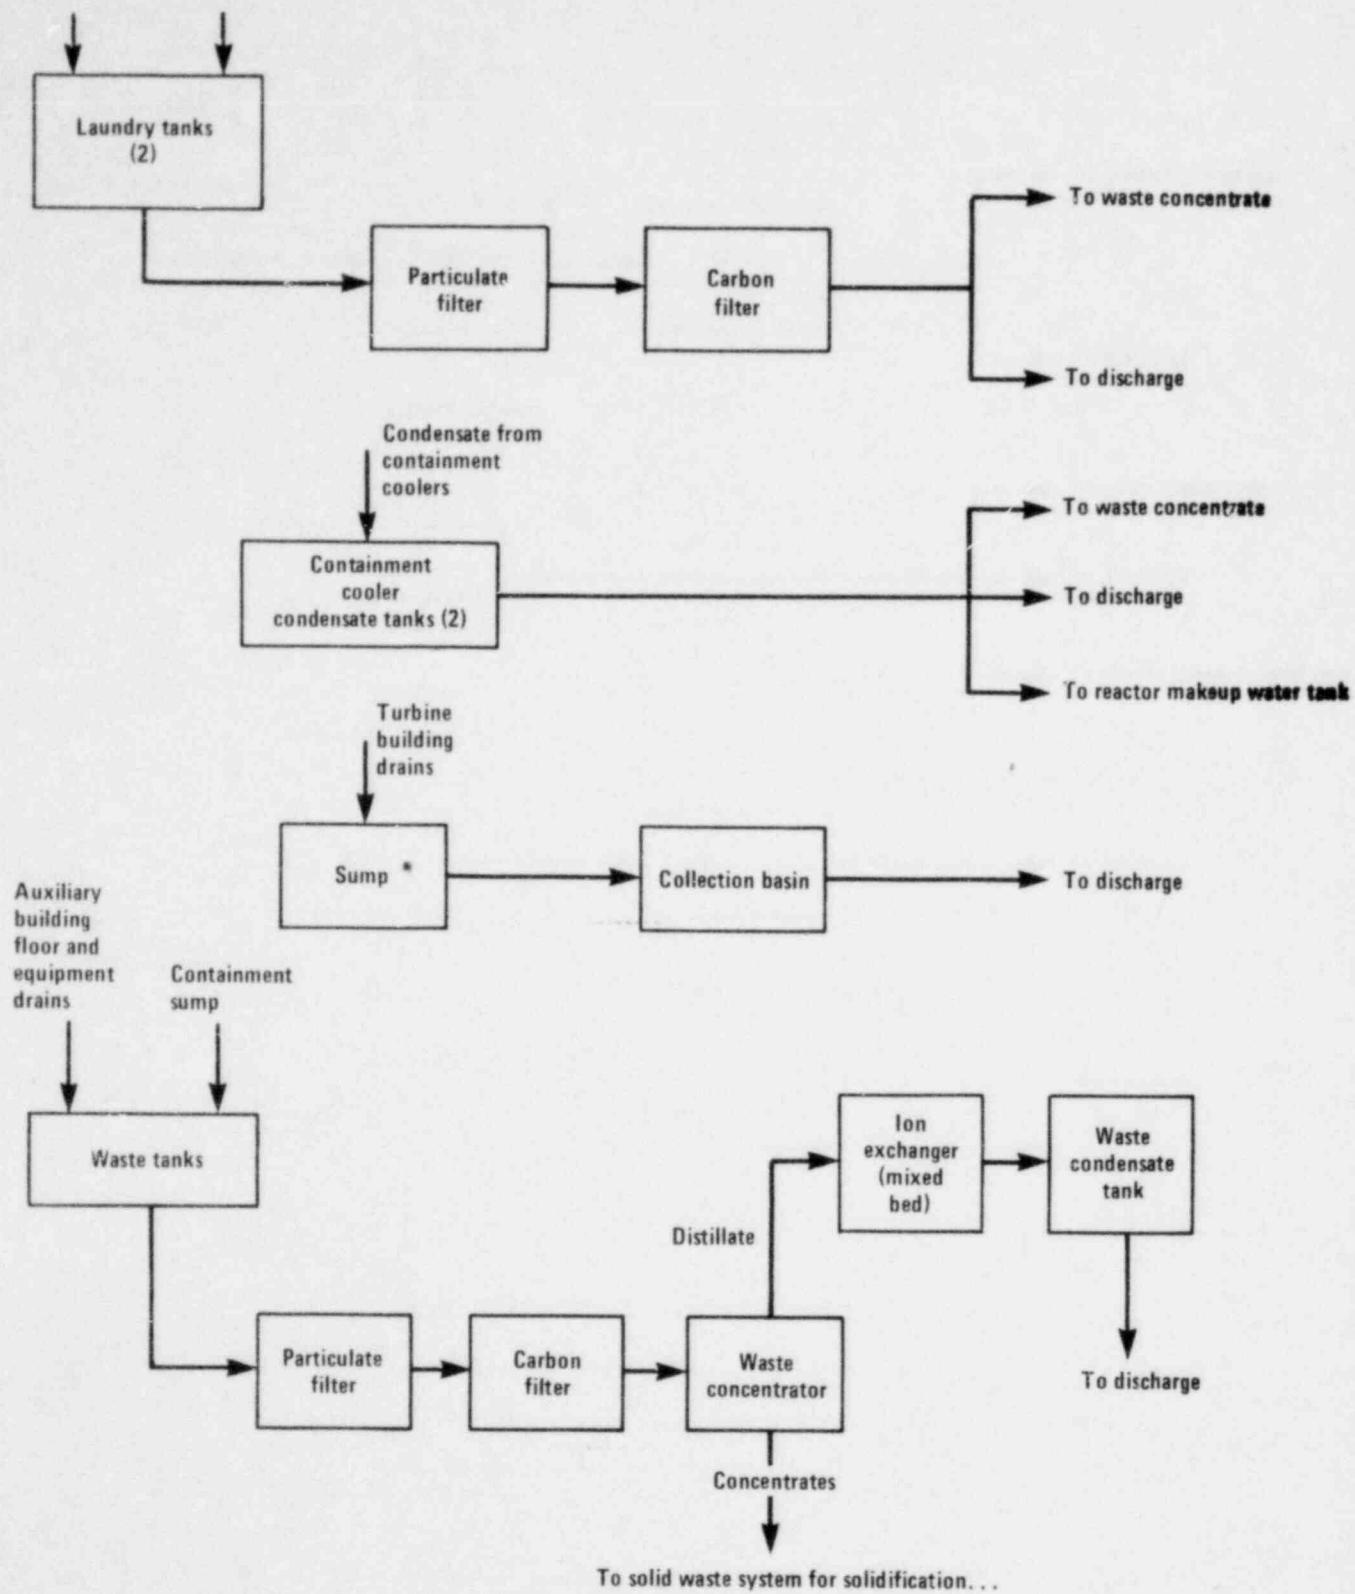 Laundry tanks
(2)
Particulate
filter
Carbon
filter
To waste concentrate
To discharge
Condensate from
containment
coolers
Containment
cooler
condensate tanks (2)
To waste concentrate
To discharge
To reactor makeup water tank
Turbine
building
drains
Sump *
Collection basin
To discharge
Auxiliary
building
floor and
equipment
drains
Containment
sump
Waste tanks
Particulate
filter
Carbon
filter
Waste
concentrator
Distillate
Ion
exchanger
(mixed
bed)
Waste
condensate
tank
To discharge
Concentrates
To solid waste system for solidification...